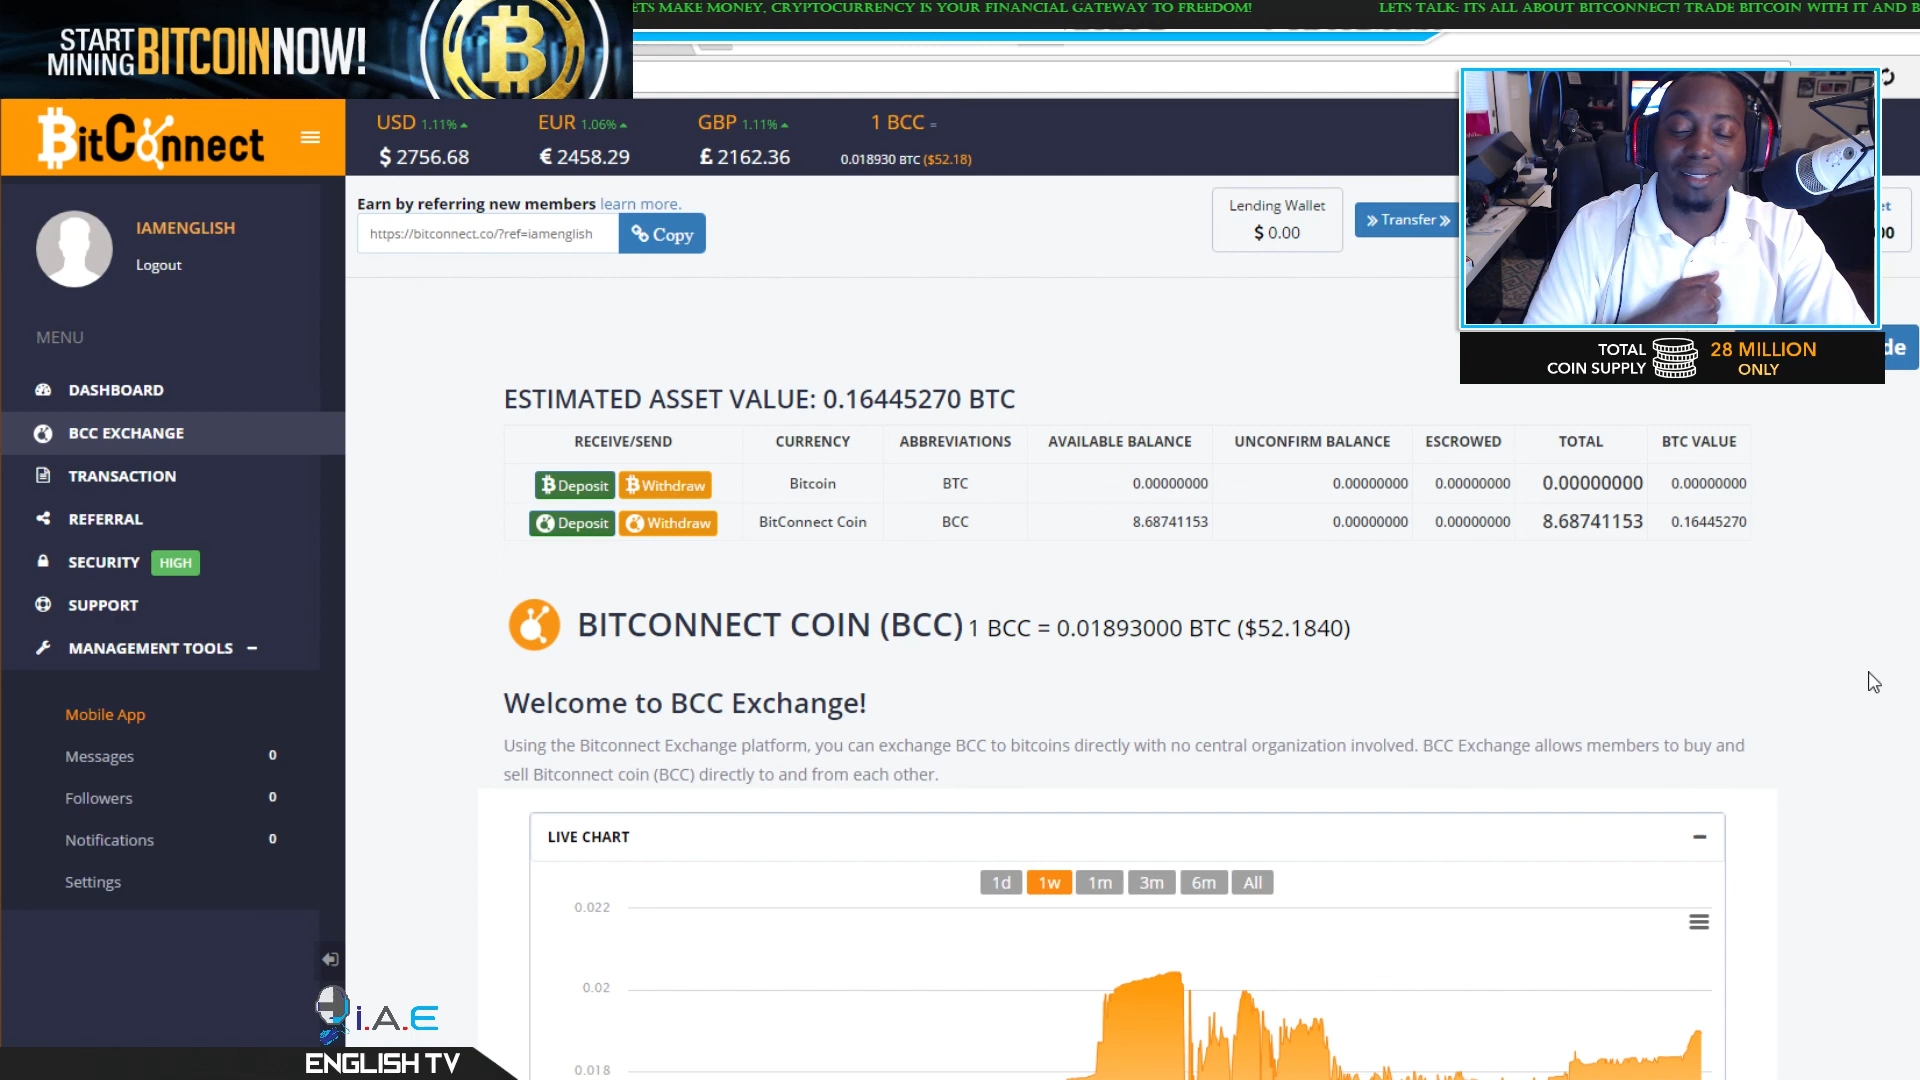 ETS MAKE MONEY, CRYPTOCURRENCY IS YOUR FINANCIAL GATEWAY TO FREEDOM!
LETS TALK: ITS ALL ABOUT BITCONNECT! TRADE BITCOIN WITH IT AND B
START
MINING BITCOIN NOW!
BitConnect
USD 1.11%
$ 2756.68
EUR 1.06%
€ 2458.29
GBP 1.11%
£ 2162.36
1 BCC =
0.018930 BTC ($52.18)
IAMENGLISH
Logout
Earn by referring new members learn more.
https://bitconnect.co/?ref=iamenglish
Copy
Lending Wallet
$ 0.00
Transfer
et
00
TOTAL
COIN SUPPLY
28 MILLION
ONLY
de
MENU
DASHBOARD
BCC EXCHANGE
TRANSACTION
REFERRAL
SECURITY HIGH
SUPPORT
MANAGEMENT TOOLS
Mobile App
Messages 0
Followers 0
Notifications 0
Settings
ESTIMATED ASSET VALUE: 0.16445270 BTC
RECEIVE/SEND CURRENCY ABBREVIATIONS AVAILABLE BALANCE UNCONFIRM BALANCE ESCROWED TOTAL BTC VALUE
Deposit Withdraw Bitcoin BTC 0.00000000 0.00000000 0.00000000 0.00000000 0.00000000
Deposit Withdraw BitConnect Coin BCC 8.68741153 0.00000000 0.00000000 8.68741153 0.16445270
BITCONNECT COIN (BCC) 1 BCC = 0.01893000 BTC ($52.1840)
Welcome to BCC Exchange!
Using the Bitconnect Exchange platform, you can exchange BCC to bitcoins directly with no central organization involved. BCC Exchange allows members to buy and
sell Bitconnect coin (BCC) directly to and from each other.
LIVE CHART
1d 1w 1m 3m 6m All
0.022
0.02
0.018
i.A.E
ENGLISH TV